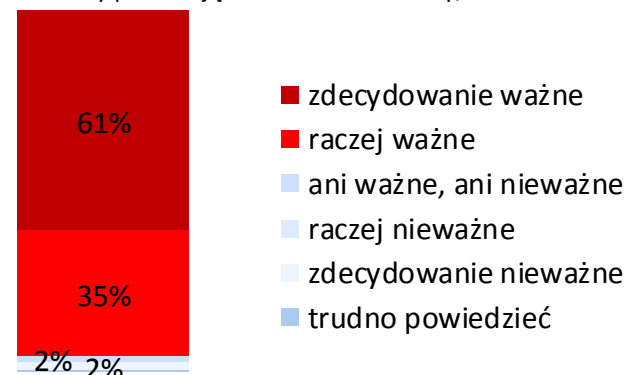 61%
35%
2% 2%
zdecydowanie ważne
raczej ważne
ani ważne, ani nieważne
raczej nieważne
zdecydowanie nieważne
trudno powiedzieć